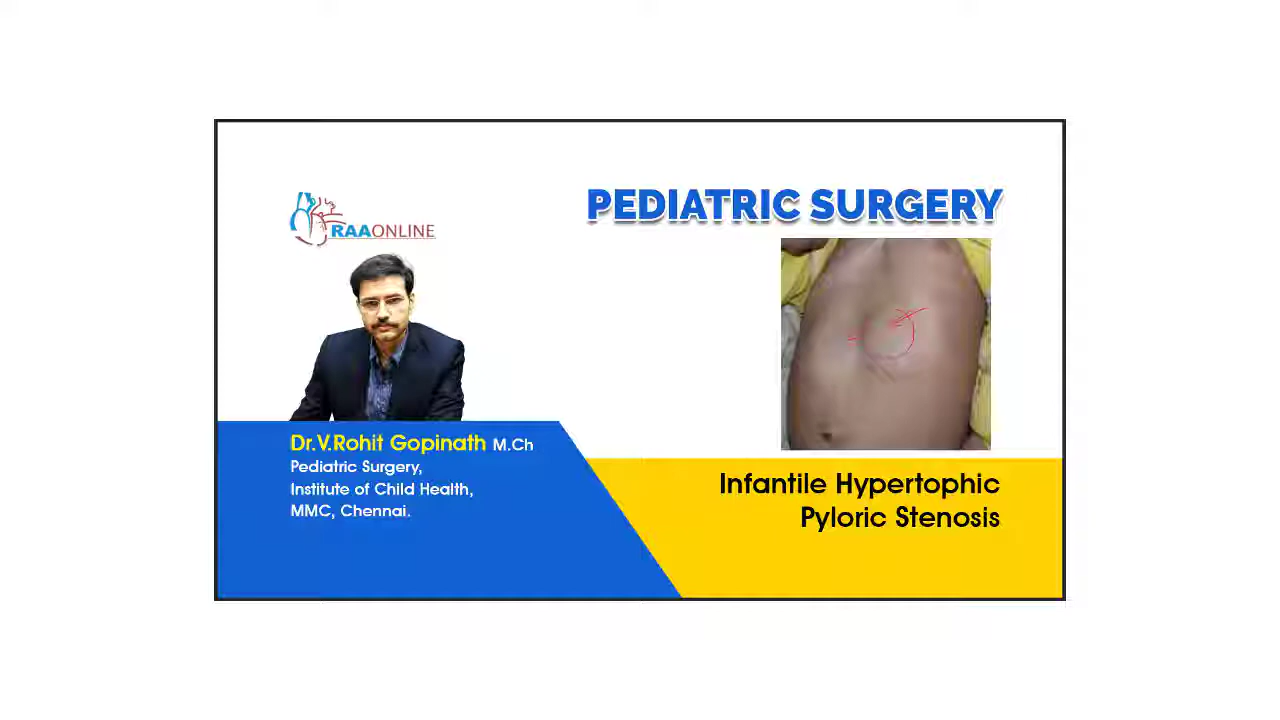 RAAONLINE
PEDIATRIC SURGERY
Dr.V.Rohit Gopinath M.Ch
Pediatric Surgery,
Institute of Child Health,
MMC, Chennai.
Infantile Hypertophic
Pyloric Stenosis